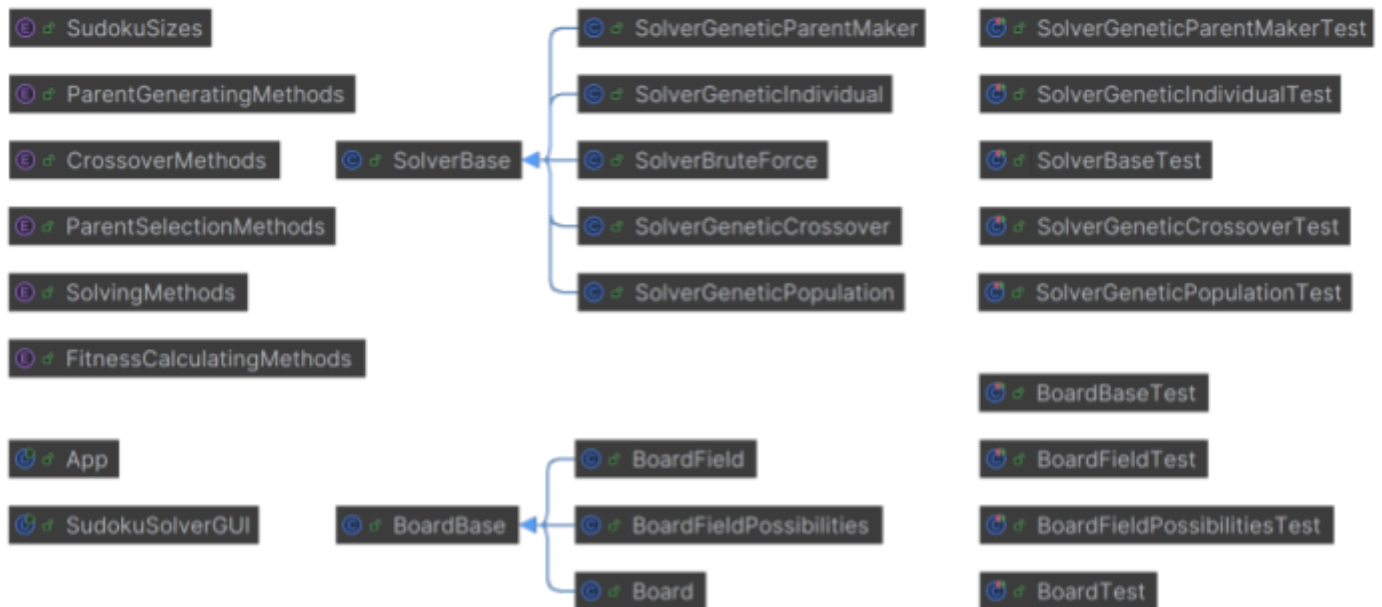 SudokuSizes
ParentGeneratingMethods
CrossoverMethods
ParentSelectionMethods
SolvingMethods
FitnessCalculatingMethods
App
SudokuSolverGUI
SolverBase
BoardBase
SolverGeneticParentMaker
SolverGeneticIndividual
SolverBruteForce
SolverGeneticCrossover
SolverGeneticPopulation
BoardField
BoardFieldPossibilities
Board
SolverGeneticParentMakerTest
SolverGeneticIndividualTest
SolverBaseTest
SolverGeneticCrossoverTest
SolverGeneticPopulationTest
BoardBaseTest
BoardFieldTest
BoardFieldPossibilitiesTest
BoardTest